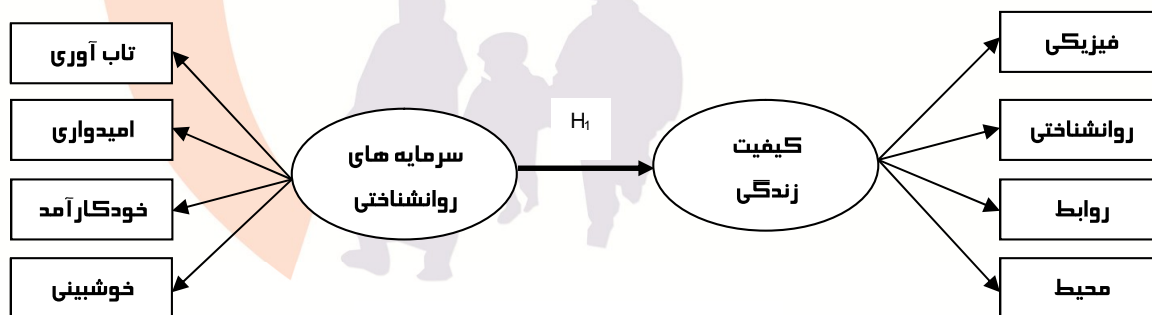 تاب آوری
امیدواری
خودکارآمد
خوشبینی
سرمایه های
روانشناختی
H₁
کیفیت
زندگی
فیزیکی
روانشناختی
روابط
محیط